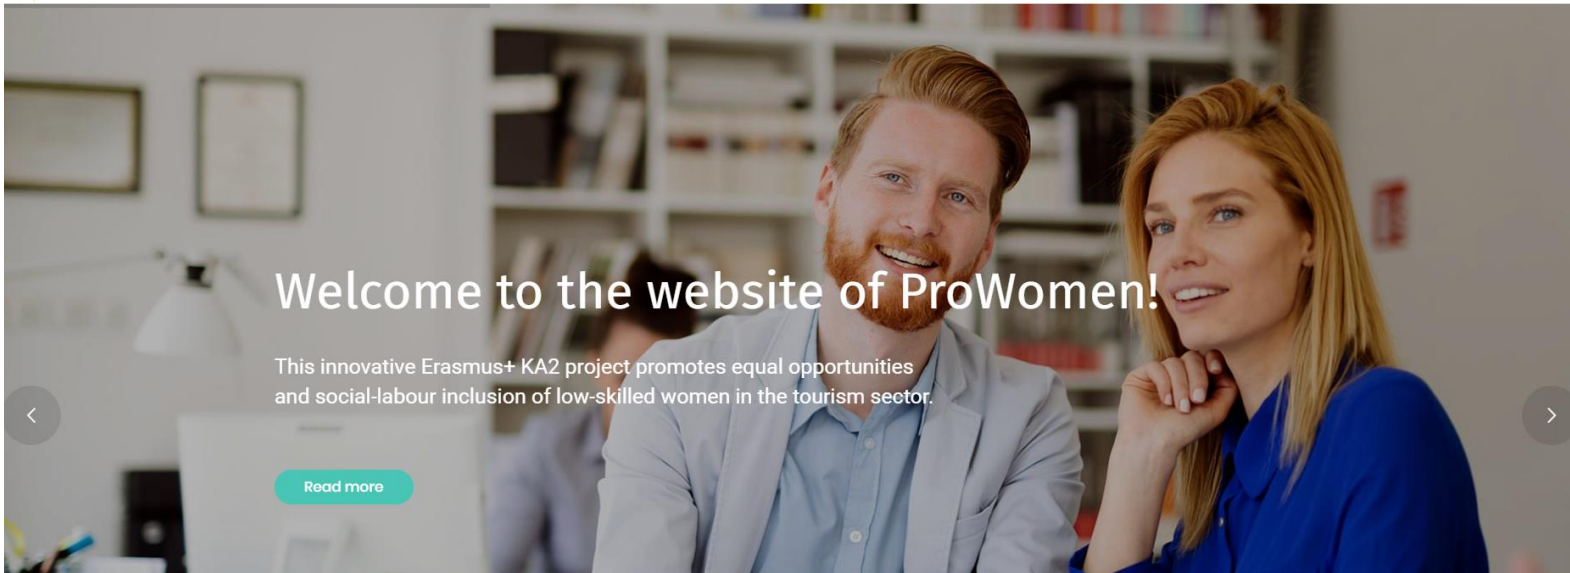 Welcome to the website of ProWomen!
This innovative Erasmus+ KA2 project promotes equal opportunities
and social-labour inclusion of low-skilled women in the tourism sector.
Read more